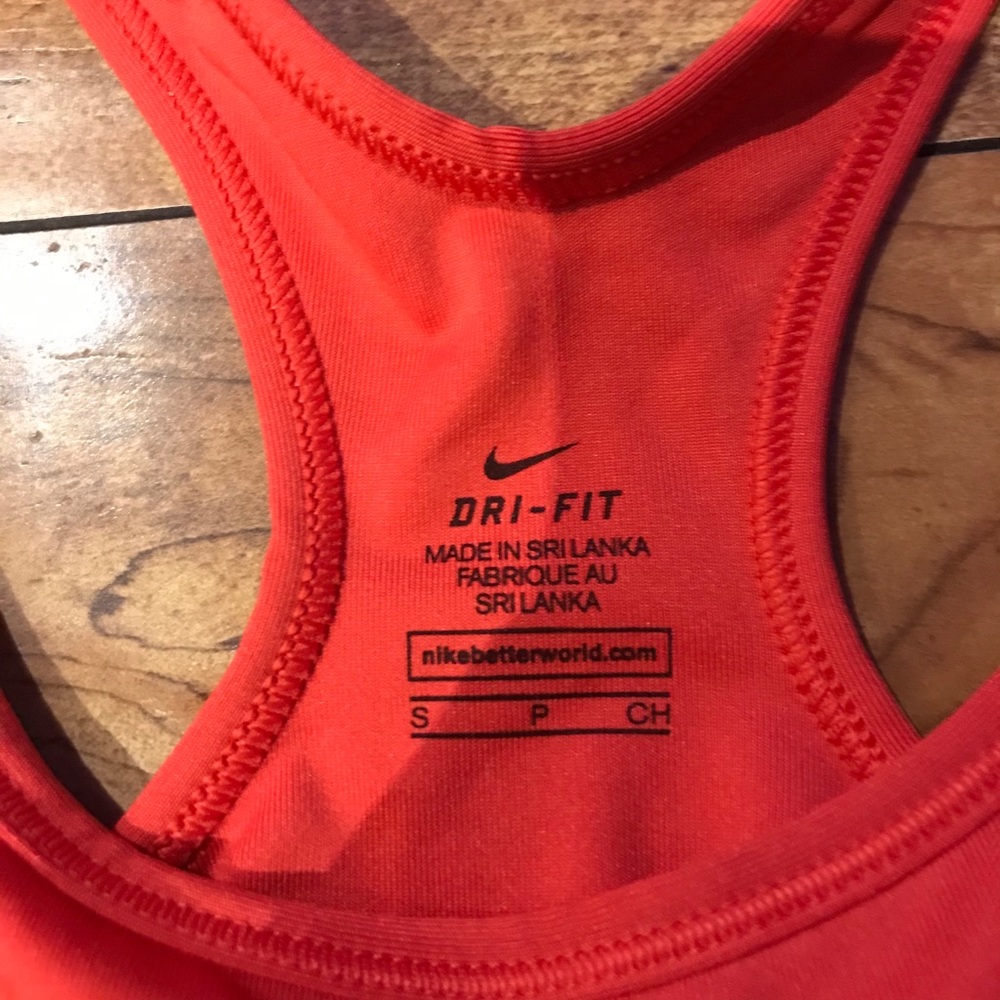 DRI-FIT
MADE IN SRI LANKA
FABRIQUE AU
SRI LANKA
nikebetterworld.com
S P CH